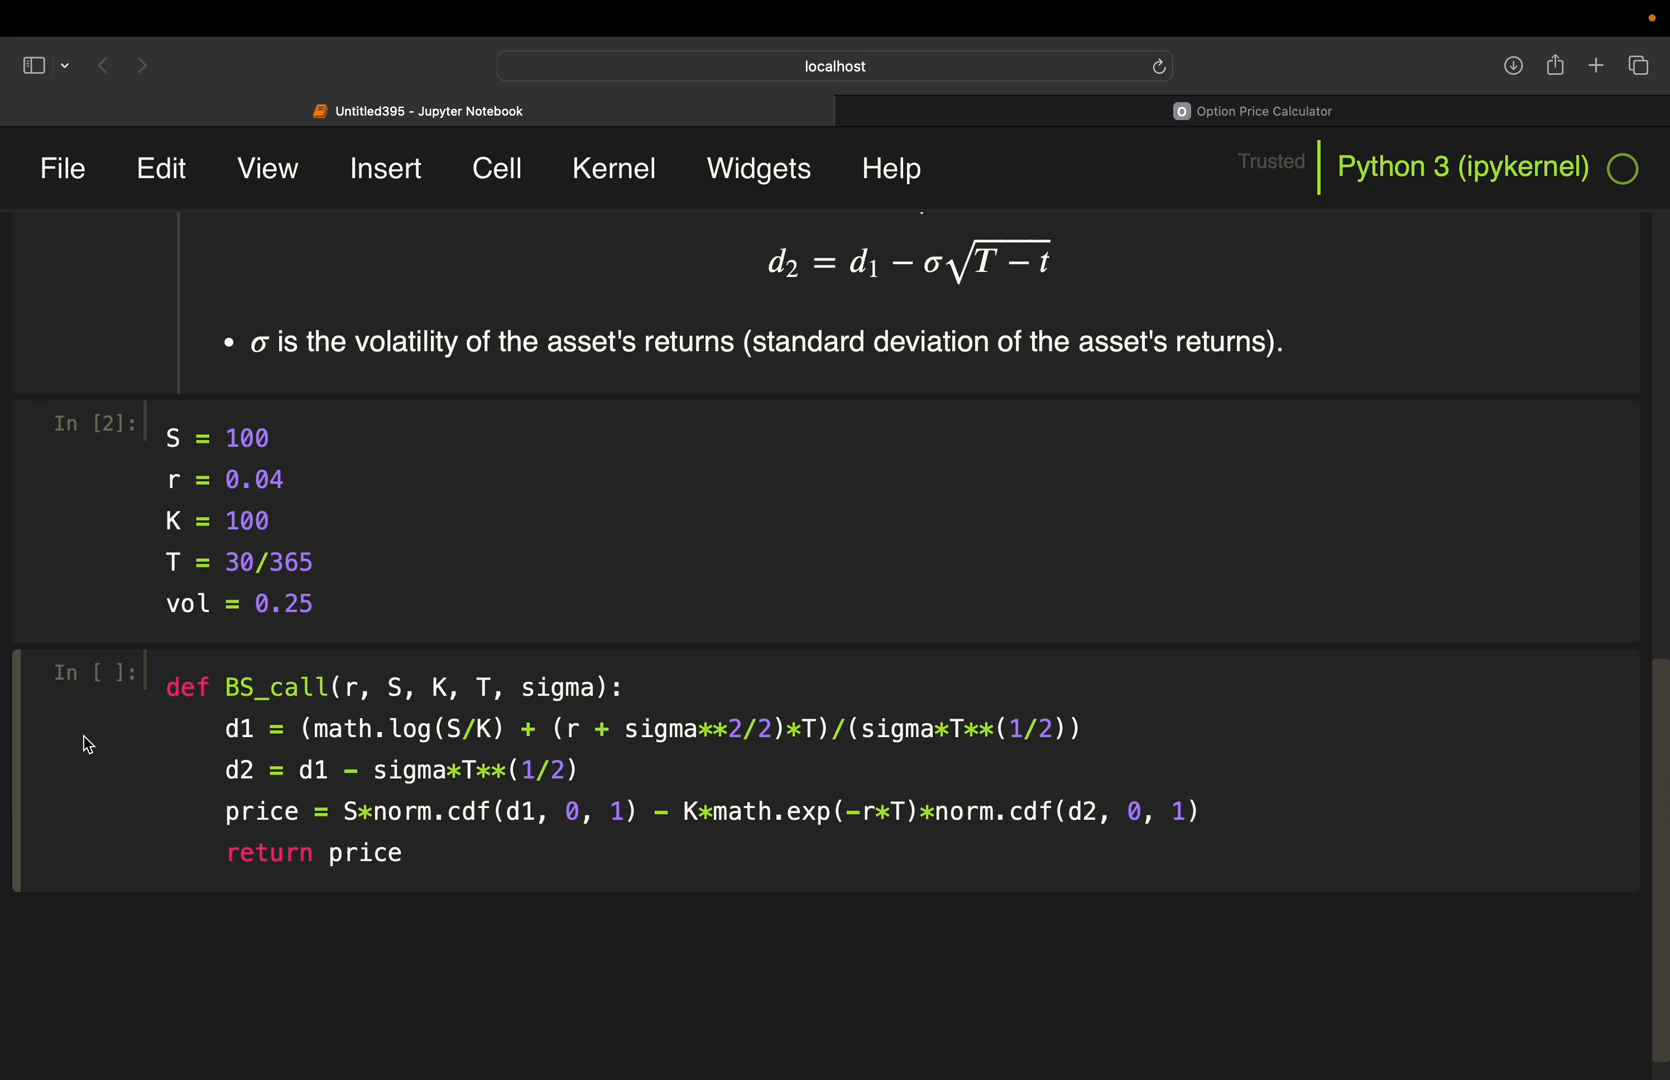 localhost
Untitled395 - Jupyter Notebook
O Option Price Calculator
File Edit View Insert Cell Kernel Widgets Help
Trusted Python 3 (ipykernel)
d₂ = d₁ − σ√(T − t)
• σ is the volatility of the asset's returns (standard deviation of the asset's returns).
In [2]:
S = 100
r = 0.04
K = 100
T = 30/365
vol = 0.25
In [ ]:
def BS_call(r, S, K, T, sigma):
    d1 = (math.log(S/K) + (r + sigma**2/2)*T)/(sigma*T**(1/2))
    d2 = d1 - sigma*T**(1/2)
    price = S*norm.cdf(d1, 0, 1) - K*math.exp(-r*T)*norm.cdf(d2, 0, 1)
    return price